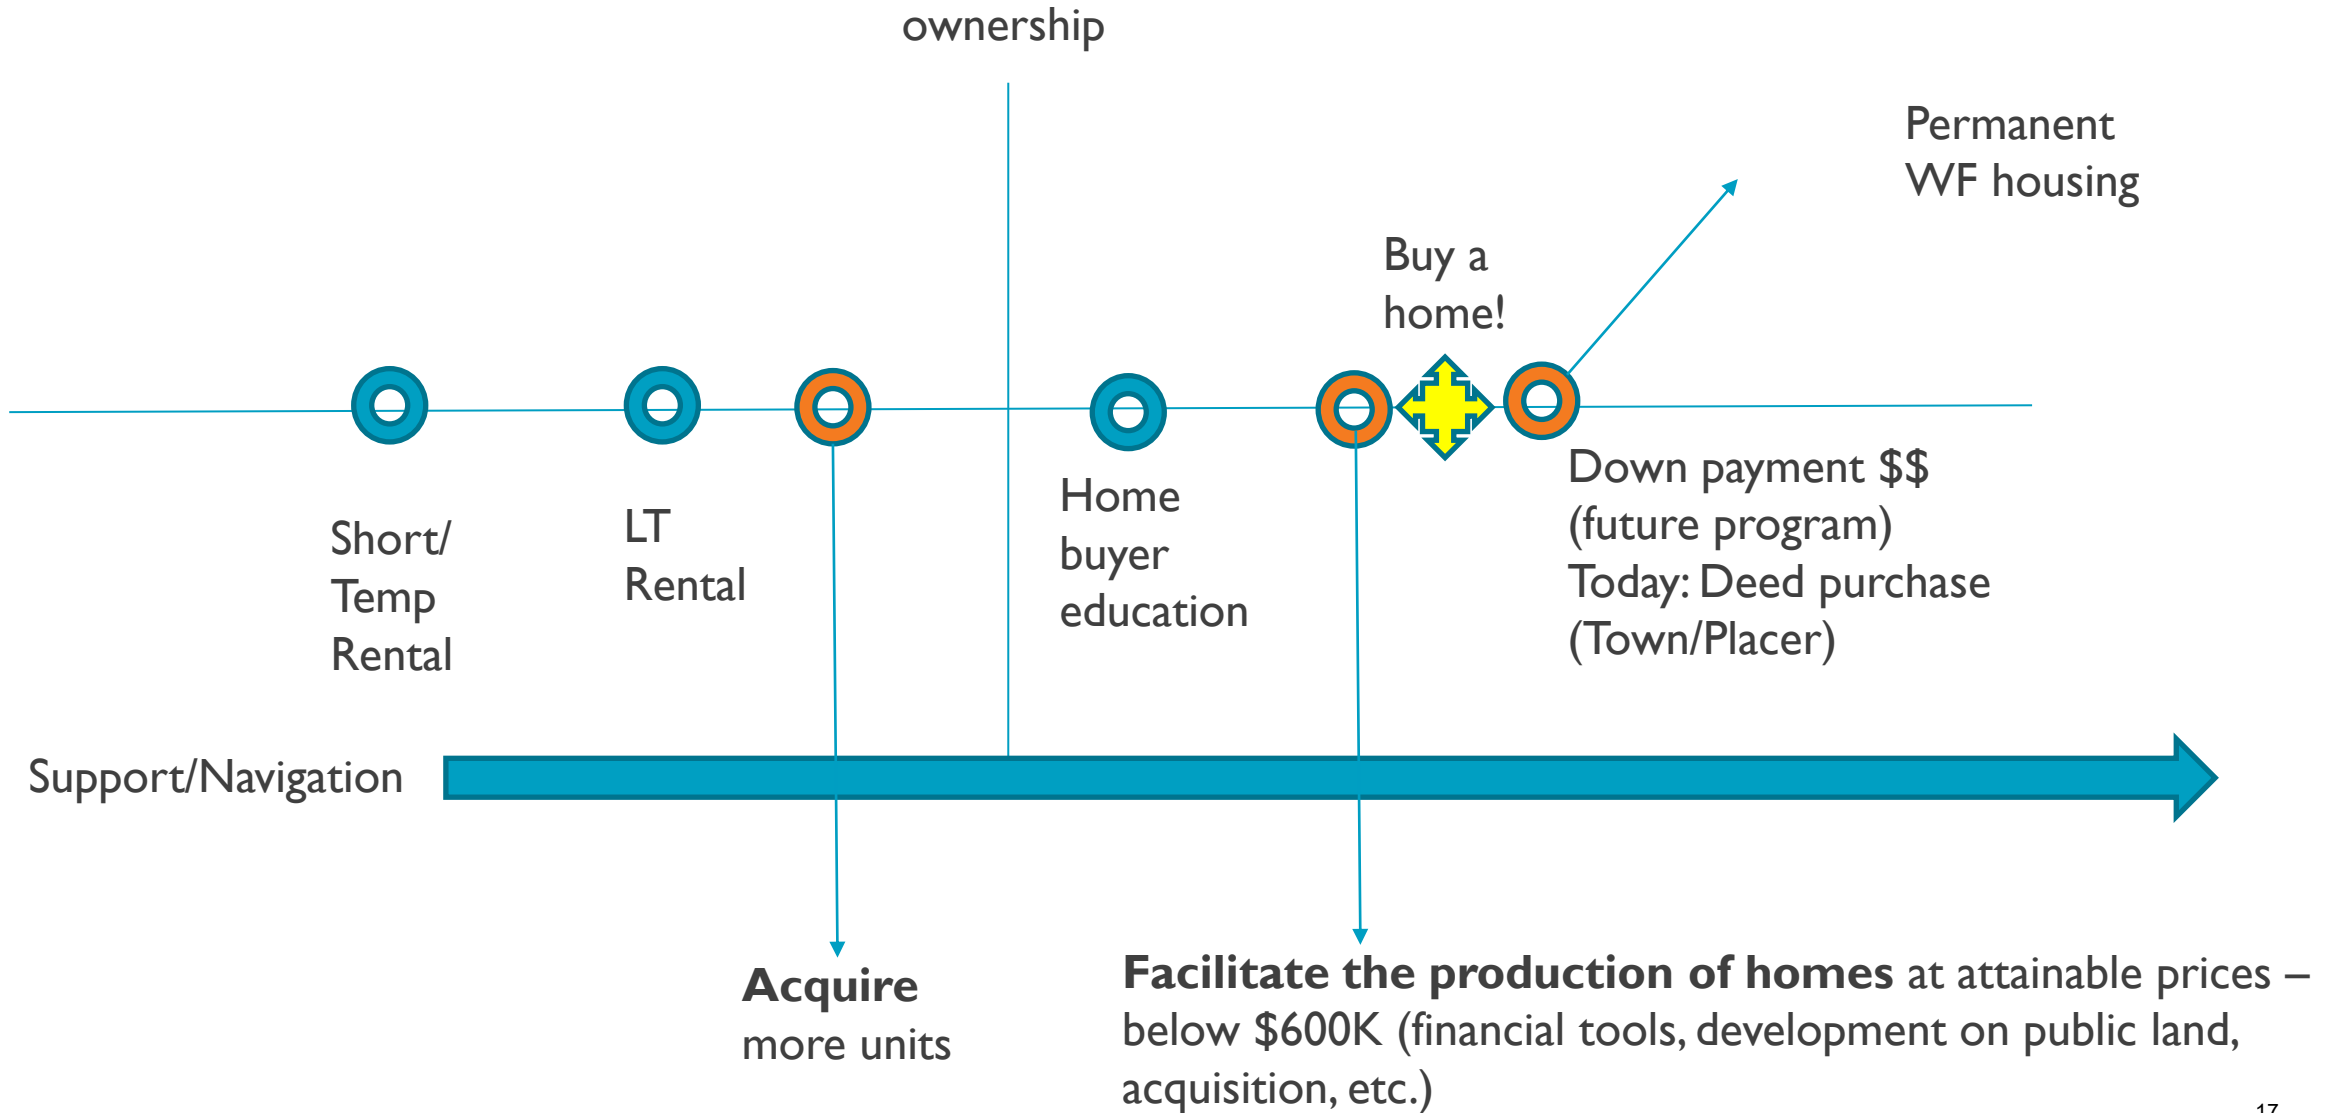 ownership
Permanent
WF housing
Buy a
home!
Short/
Temp
Rental
LT
Rental
Home
buyer
education
Down payment $$
(future program)
Today: Deed purchase
(Town/Placer)
Support/Navigation
Acquire
more units
Facilitate the production of homes at attainable prices –
below $600K (financial tools, development on public land,
acquisition, etc.)
17